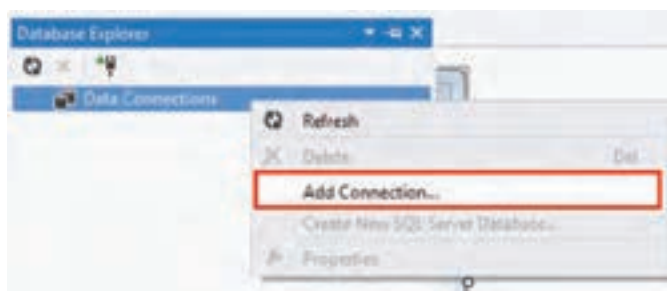 Database Explorer
Data Connections
Refresh
Delete Del
Add Connection...
Create New SQL Server Database...
Properties